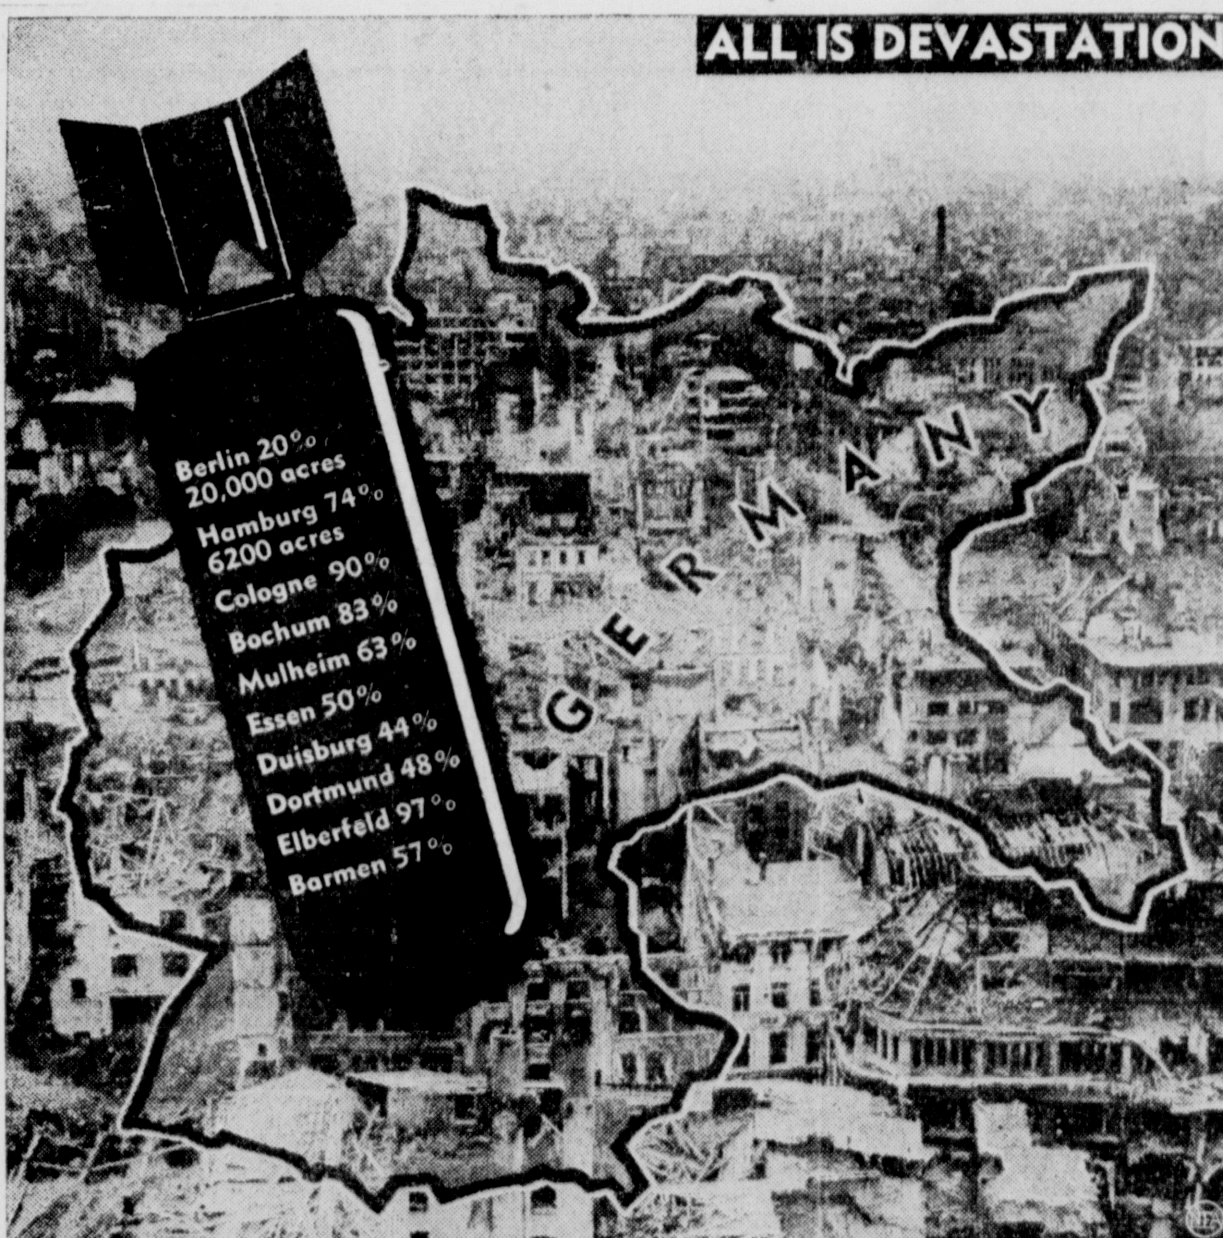 ALL IS DEVASTATION
Berlin 20%
20,000 acres
Hamburg 74%
6200 acres
Cologne 90%
Bochum 83%
Mulheim 63%
Essen 50%
Duisburg 44%
Dortmund 48%
Elberfeld 97%
Barmen 57%
GERMANY
NEA